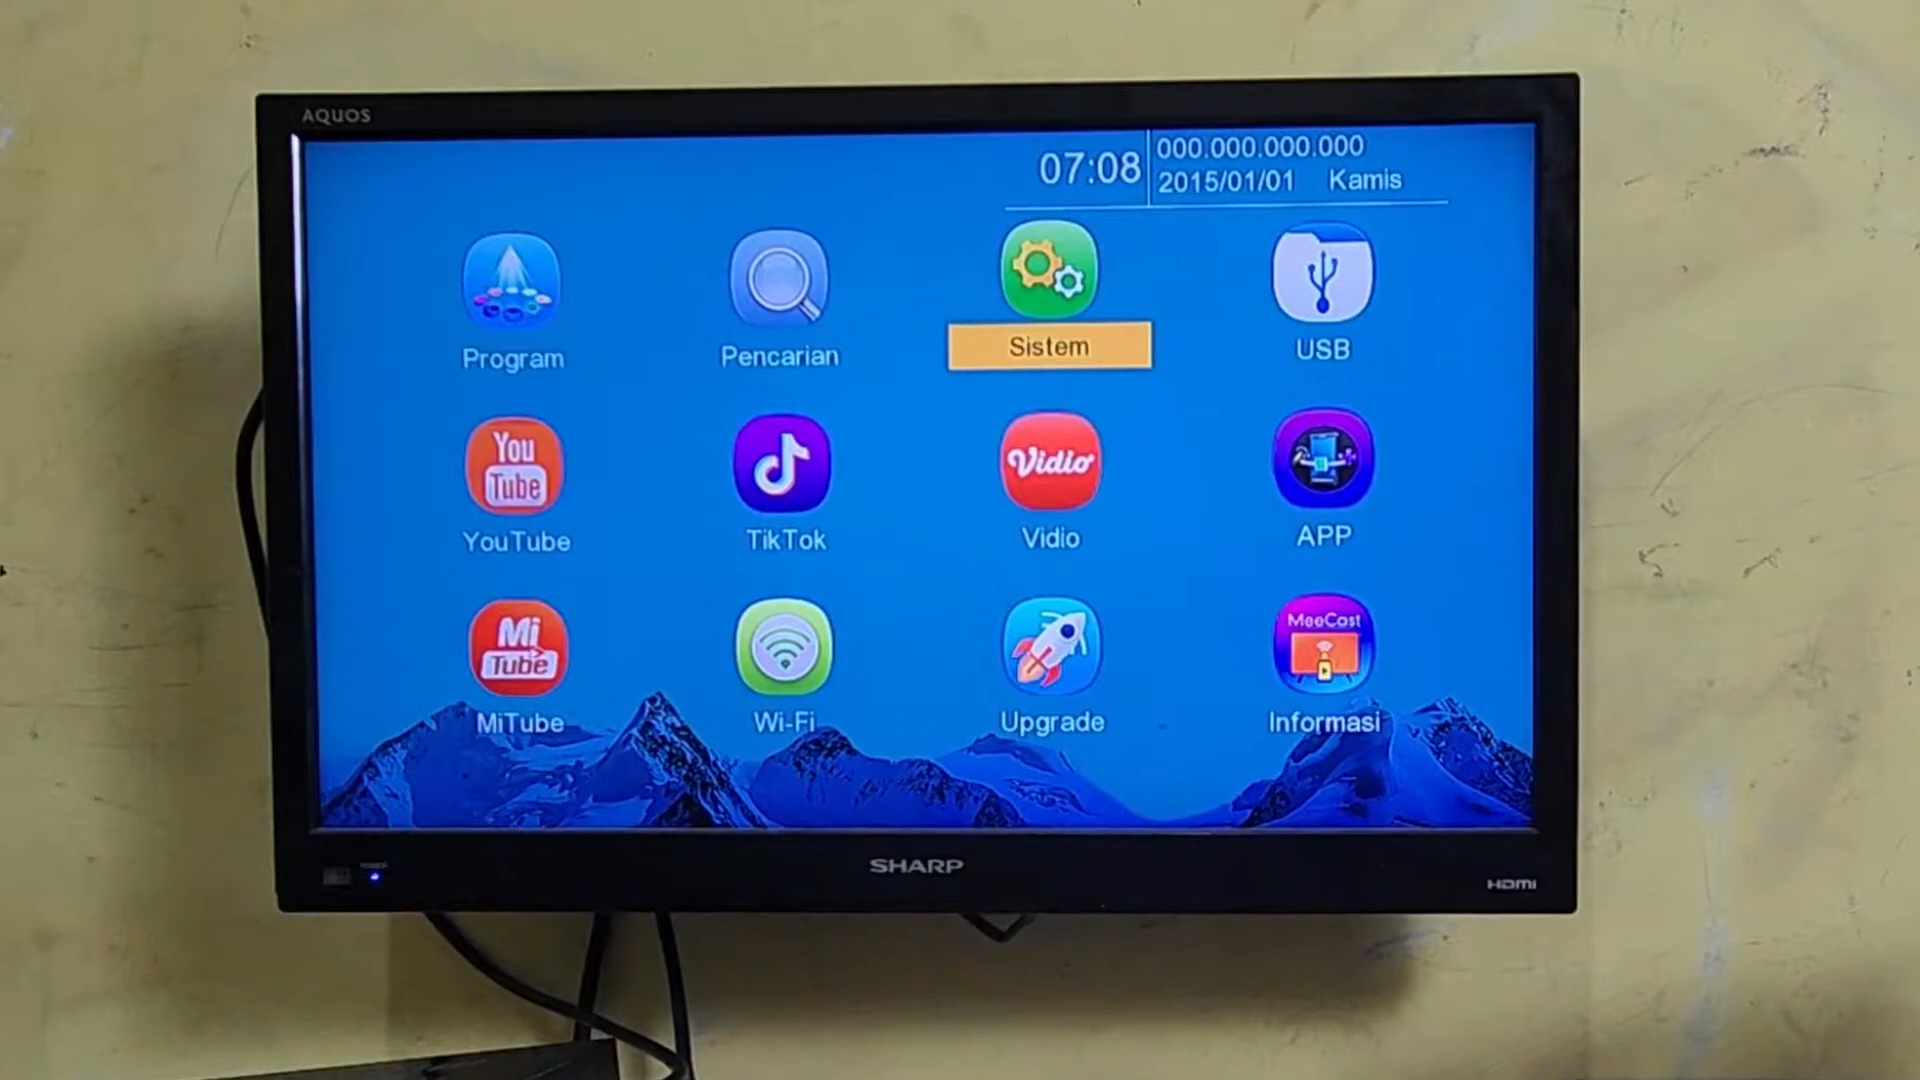 AQUOS
07:08
000.000.000.000
2015/01/01 Kamis
Program
Pencarian
Sistem
USB
You
Tube
Vidio
YouTube
TikTok
Vidio
APP
Mi
Tube
MeeCast
MiTube
Wi-Fi
Upgrade
Informasi
POWER
SHARP
HDMI